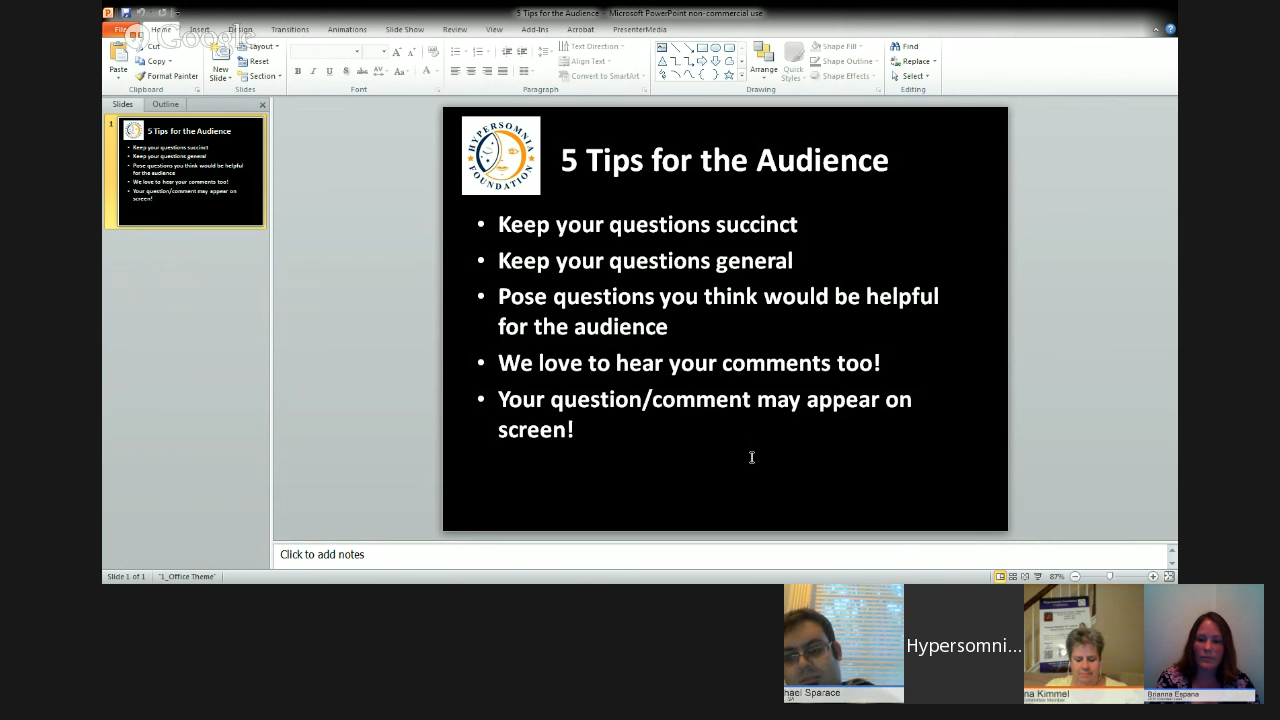 5 Tips for the Audience - Microsoft PowerPoint non-commercial use
File Home Insert Design Transitions Animations Slide Show Review View Add-Ins Acrobat PresenterMedia
Google
Cut
Copy
Format Painter
Paste
Clipboard
New
Slide
Layout
Reset
Section
Slides
Font
Text Direction
Align Text
Convert to SmartArt
Paragraph
Arrange
Quick
Styles
Shape Fill
Shape Outline
Shape Effects
Drawing
Find
Replace
Select
Editing
Slides Outline
1
5 Tips for the Audience
• Keep your questions succinct
• Keep your questions general
• Pose questions you think would be helpful
for the audience
• We love to hear your comments too!
• Your question/comment may appear on
screen!
HYPERSOMNIA
FOUNDATION
5 Tips for the Audience
• Keep your questions succinct
• Keep your questions general
• Pose questions you think would be helpful
for the audience
• We love to hear your comments too!
• Your question/comment may appear on
screen!
Click to add notes
Slide 1 of 1 "1_Office Theme" 87%
Hypersomni...
hael Sparace
na Kimmel
Brianna Espana